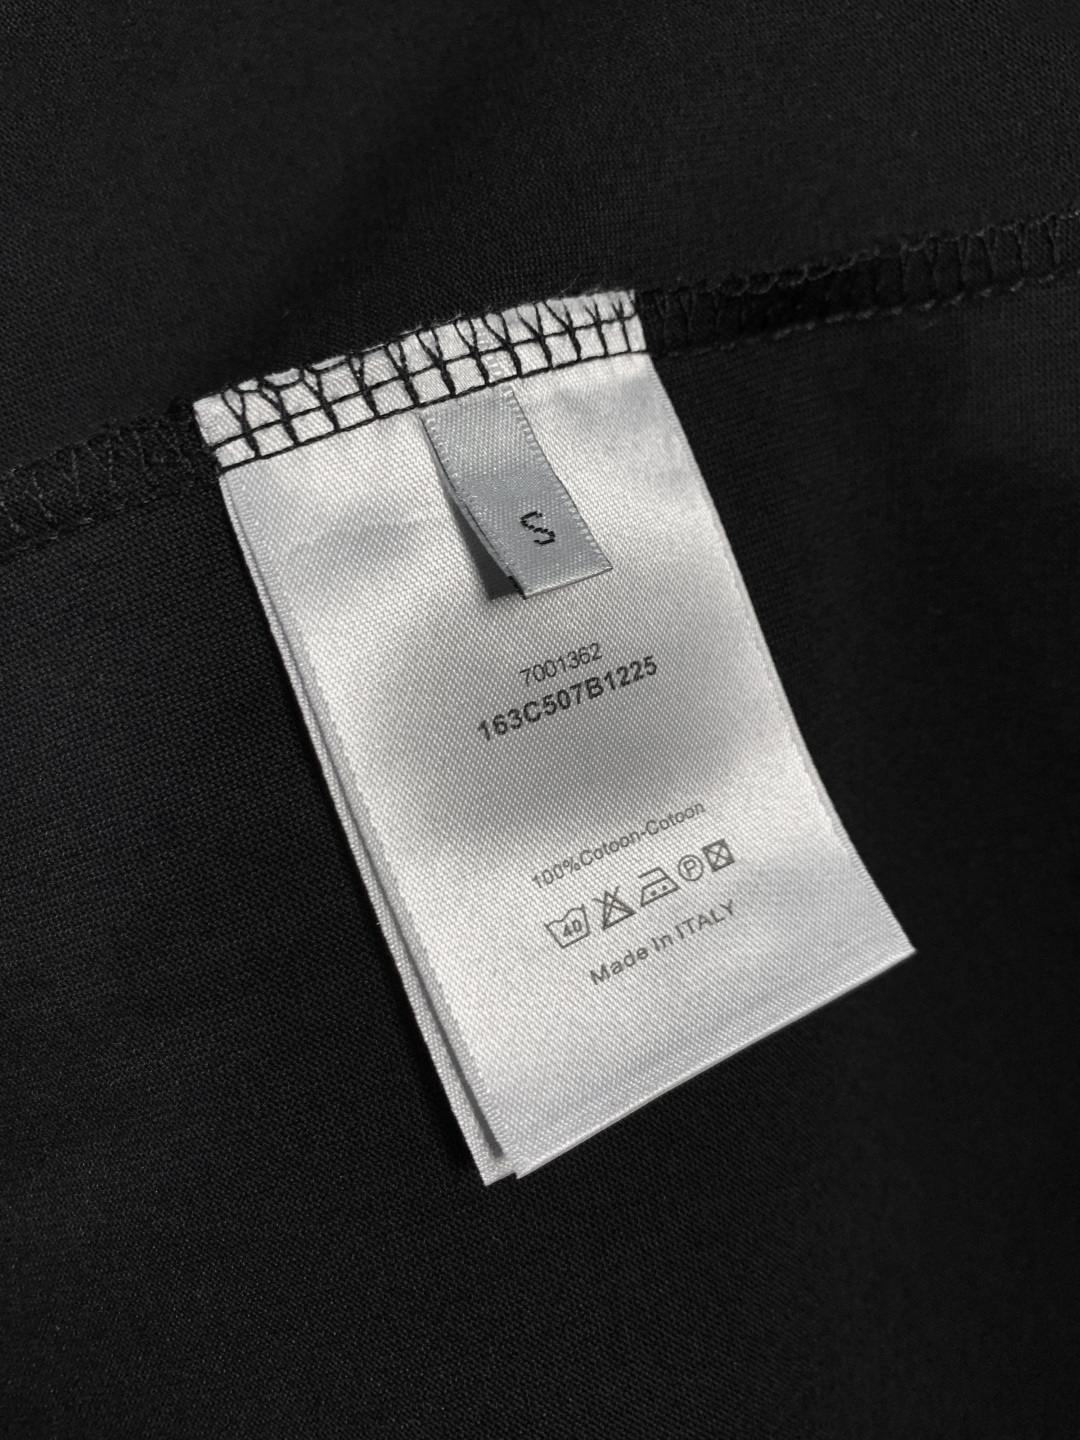 S
7001362
163C507B1225
100%Cotoon-Cotoon
40 P
Made In ITALY